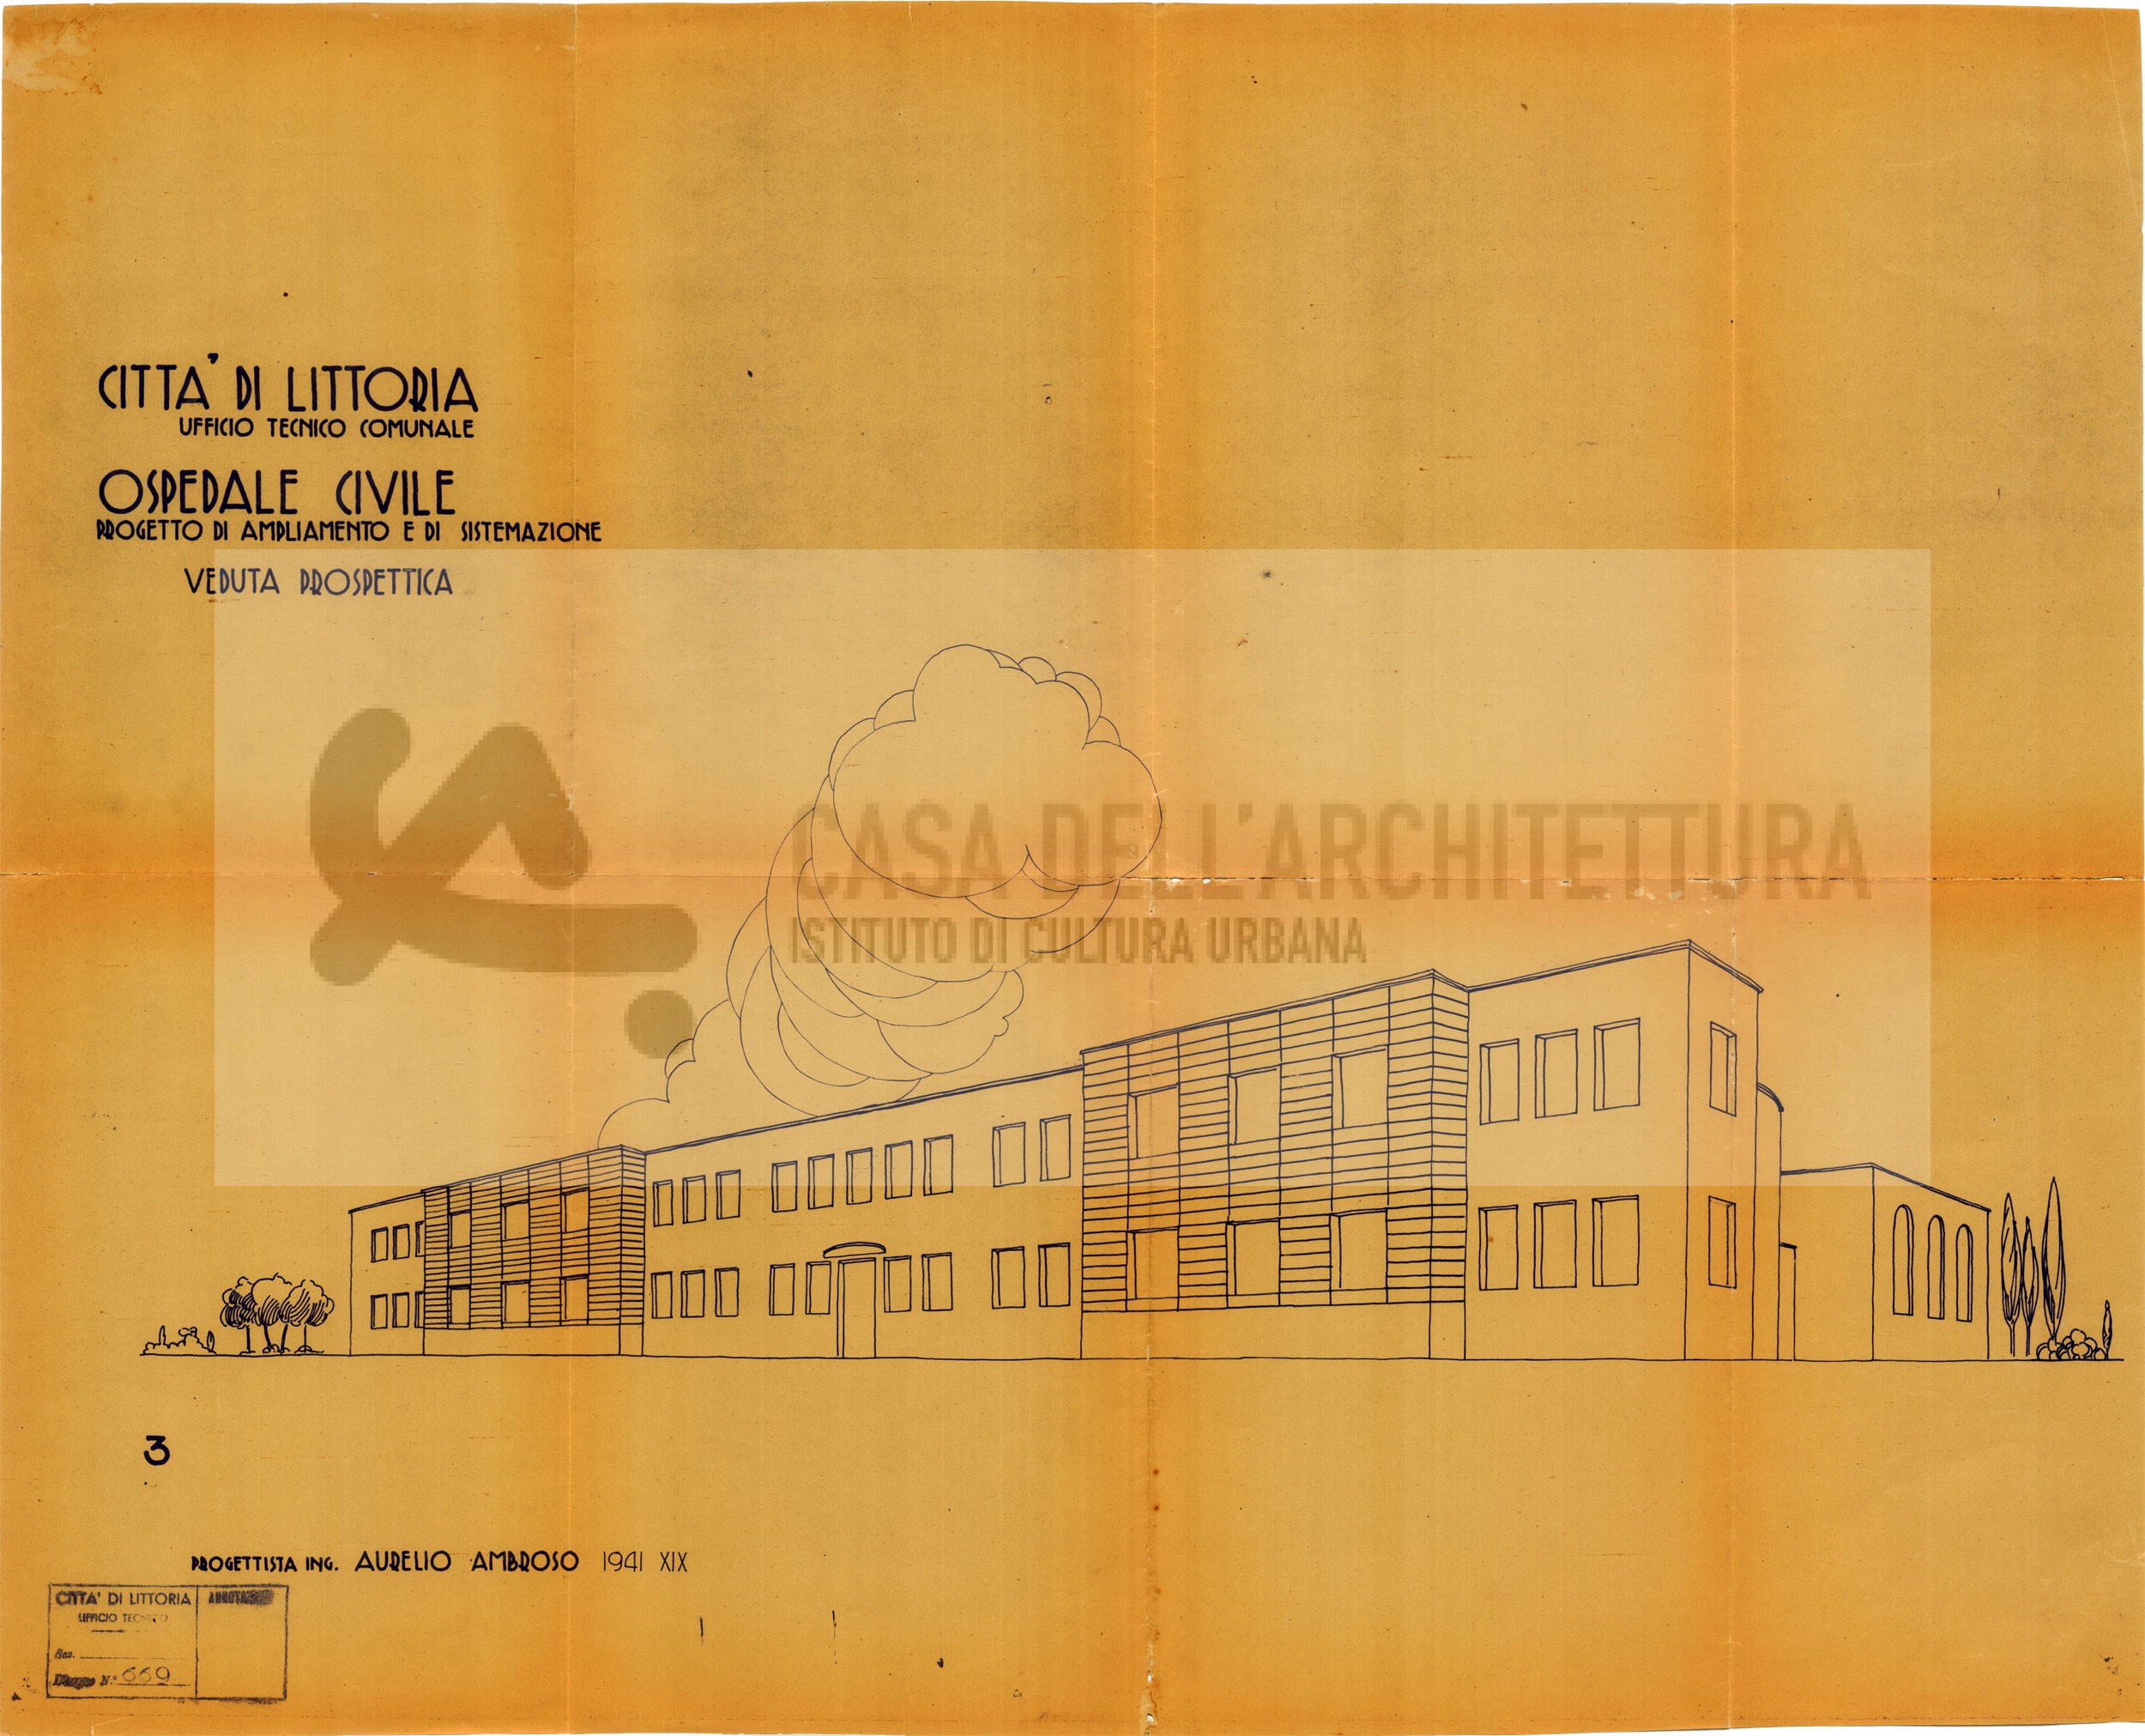 CITTA' DI LITTORIA
UFFICIO TECNICO COMUNALE
OSPEDALE CIVILE
PROGETTO DI AMPLIAMENTO E DI SISTEMAZIONE
VEDUTA PROSPETTICA
CASA DELL'ARCHITETTURA
ISTITUTO DI CULTURA URBANA
3
PROGETTISTA ING. AURELIO AMBROSO 1941 XIX
CITTA' DI LITTORIA
UFFICIO TECNICO
N.° 669